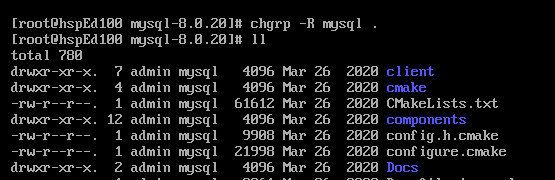 [root@hspEd100 mysql-8.0.20]# chgrp -R mysql .
[root@hspEd100 mysql-8.0.20]# ll
total 780
drwxr-xr-x. 7 admin mysql 4096 Mar 26 2020 client
drwxr-xr-x. 4 admin mysql 4096 Mar 26 2020 cmake
-rw-r--r--. 1 admin mysql 61612 Mar 26 2020 CMakeLists.txt
drwxr-xr-x. 12 admin mysql 4096 Mar 26 2020 components
-rw-r--r--. 1 admin mysql 9908 Mar 26 2020 config.h.cmake
-rw-r--r--. 1 admin mysql 21998 Mar 26 2020 configure.cmake
drwxr-xr-x. 2 admin mysql 4096 Mar 26 2020 Docs